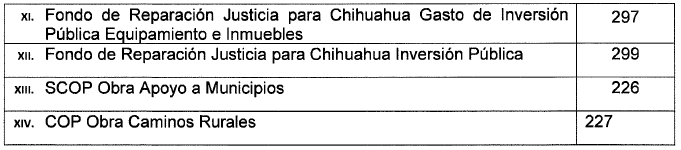 XI. Fondo de Reparación Justicia para Chihuahua Gasto de Inversión 297
Pública Equipamiento e Inmuebles
XII. Fondo de Reparación Justicia para Chihuahua Inversión Pública 299
XIII. SCOP Obra Apoyo a Municipios 226
XIV. COP Obra Caminos Rurales 227